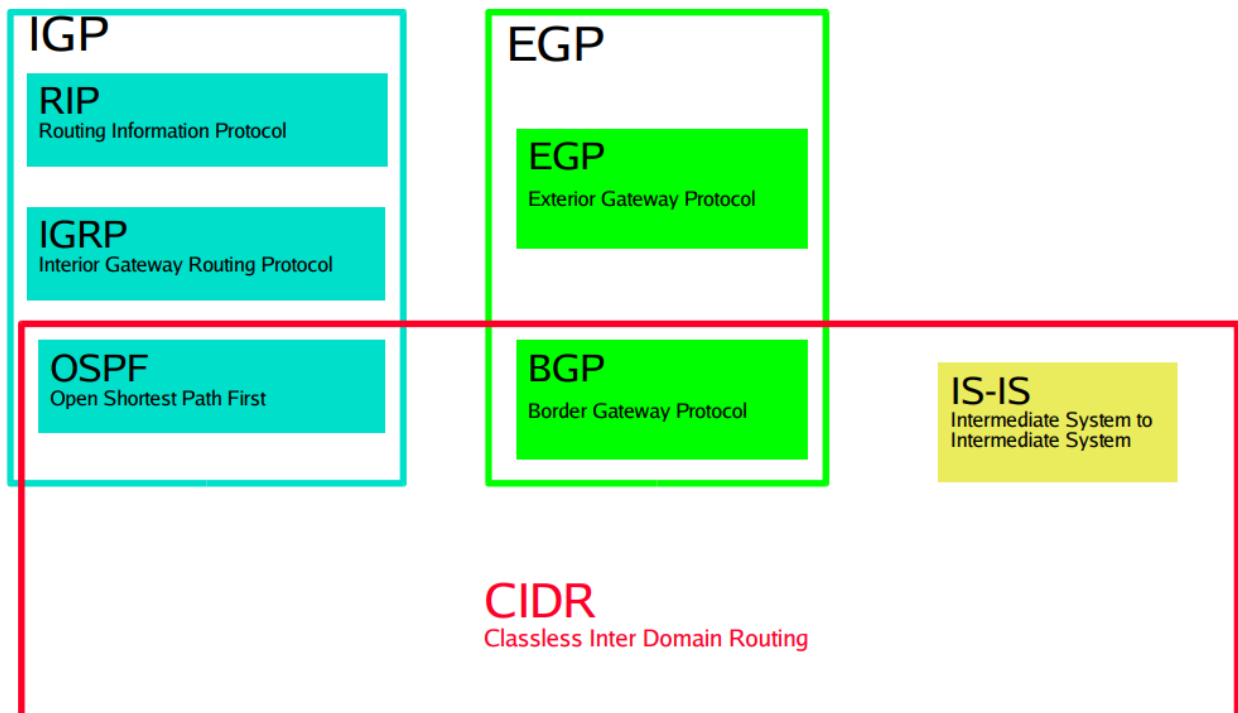 IGP
RIP
Routing Information Protocol
IGRP
Interior Gateway Routing Protocol
OSPF
Open Shortest Path First
EGP
EGP
Exterior Gateway Protocol
BGP
Border Gateway Protocol
IS-IS
Intermediate System to
Intermediate System
CIDR
Classless Inter Domain Routing